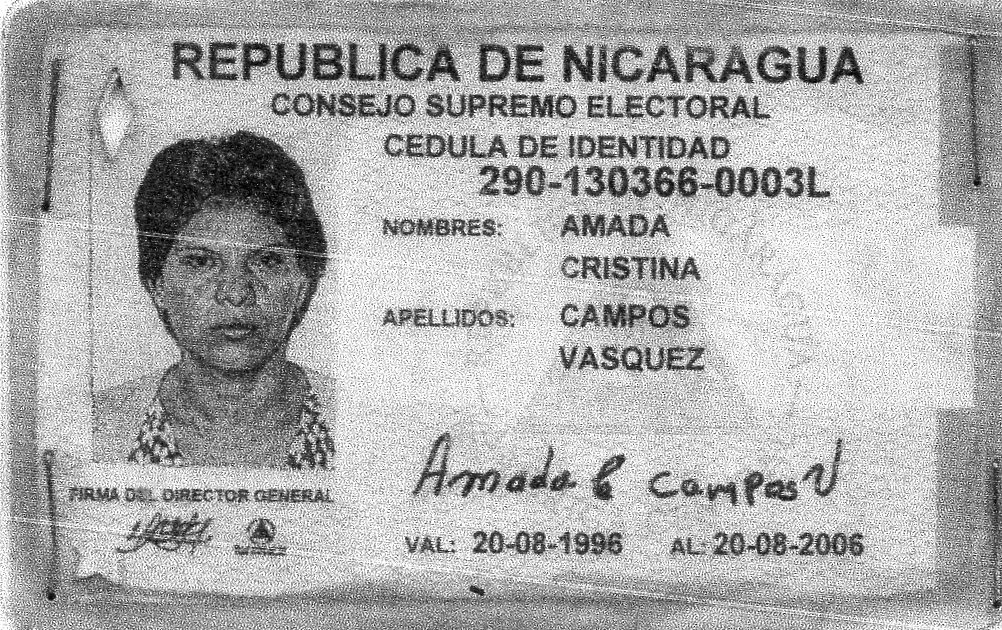 REPUBLICA DE NICARAGUA
CONSEJO SUPREMO ELECTORAL
CEDULA DE IDENTIDAD
290-130366-0003L
NOMBRES: AMADA
CRISTINA
APELLIDOS: CAMPOS
VASQUEZ
Amada C Campos V
FIRMA DEL DIRECTOR GENERAL
VAL: 20-08-1996 AL: 20-08-2006